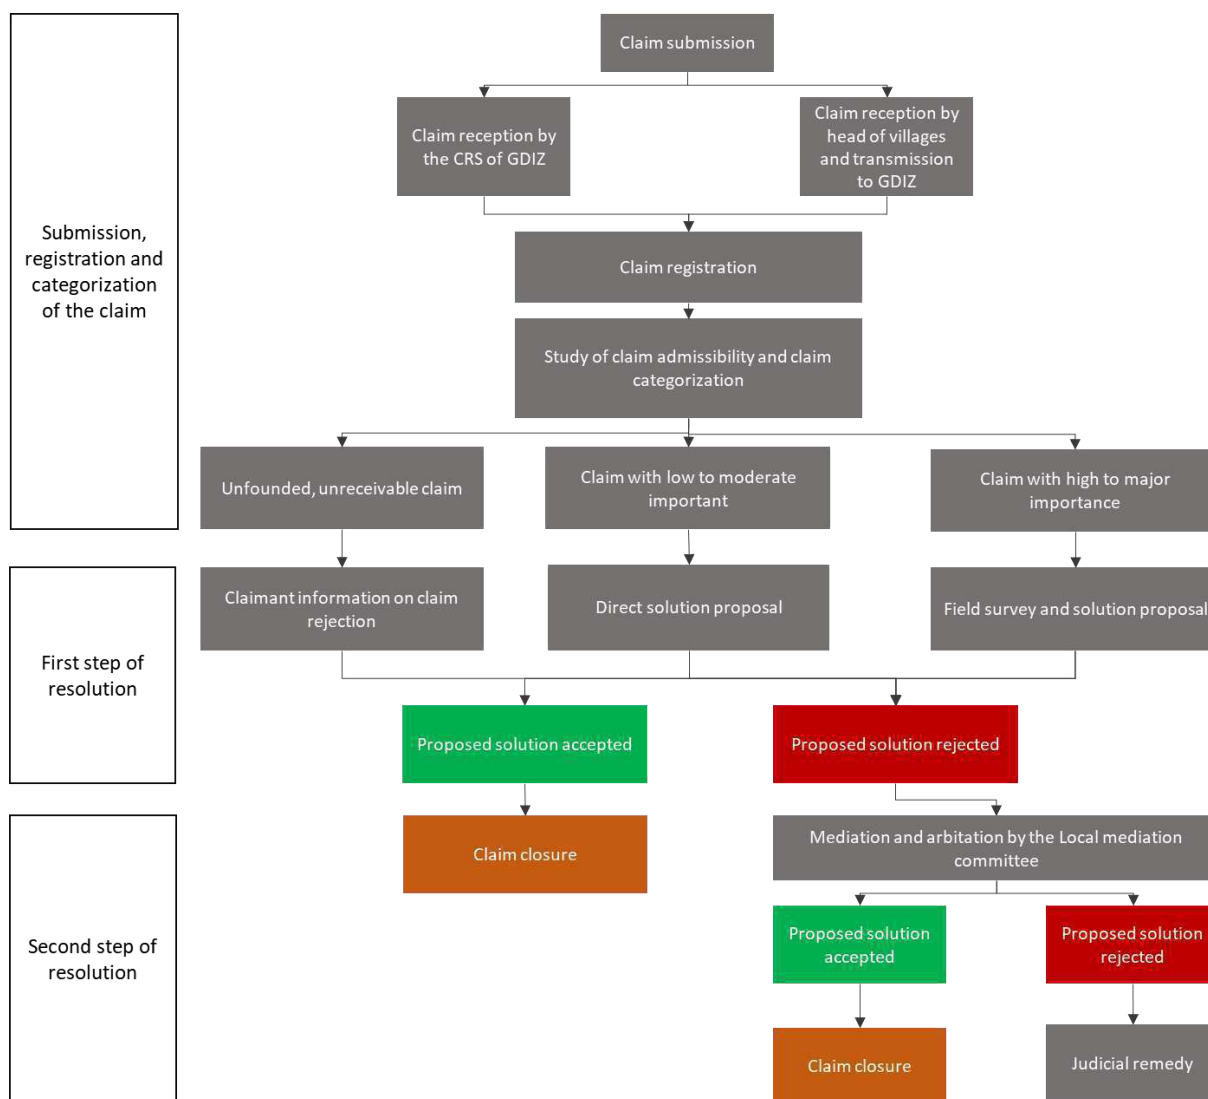 Claim submission
Claim reception by
the CRS of GDIZ
Claim reception by
head of villages
and transmission
to GDIZ
Submission,
registration and
categorization
of the claim
Claim registration
Study of claim admissibility and claim
categorization
Unfounded, unreceivable claim
Claim with low to moderate
important
Claim with high to major
importance
First step of
resolution
Claimant information on claim
rejection
Direct solution proposal
Field survey and solution proposal
Proposed solution accepted
Proposed solution rejected
Second step of
resolution
Claim closure
Mediation and arbitation by the Local mediation
committee
Proposed solution
accepted
Proposed solution
rejected
Claim closure
Judicial remedy